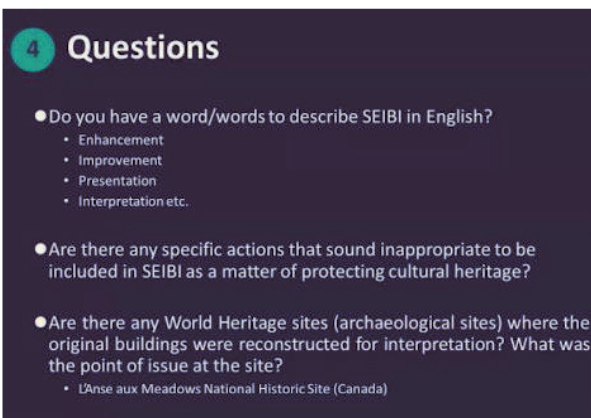 4 Questions
●Do you have a word/words to describe SEIBI in English?
• Enhancement
• Improvement
• Presentation
• Interpretation etc.
●Are there any specific actions that sound inappropriate to be
included in SEIBI as a matter of protecting cultural heritage?
●Are there any World Heritage sites (archaeological sites) where the
original buildings were reconstructed for interpretation? What was
the point of issue at the site?
• L'Anse aux Meadows National Historic Site (Canada)